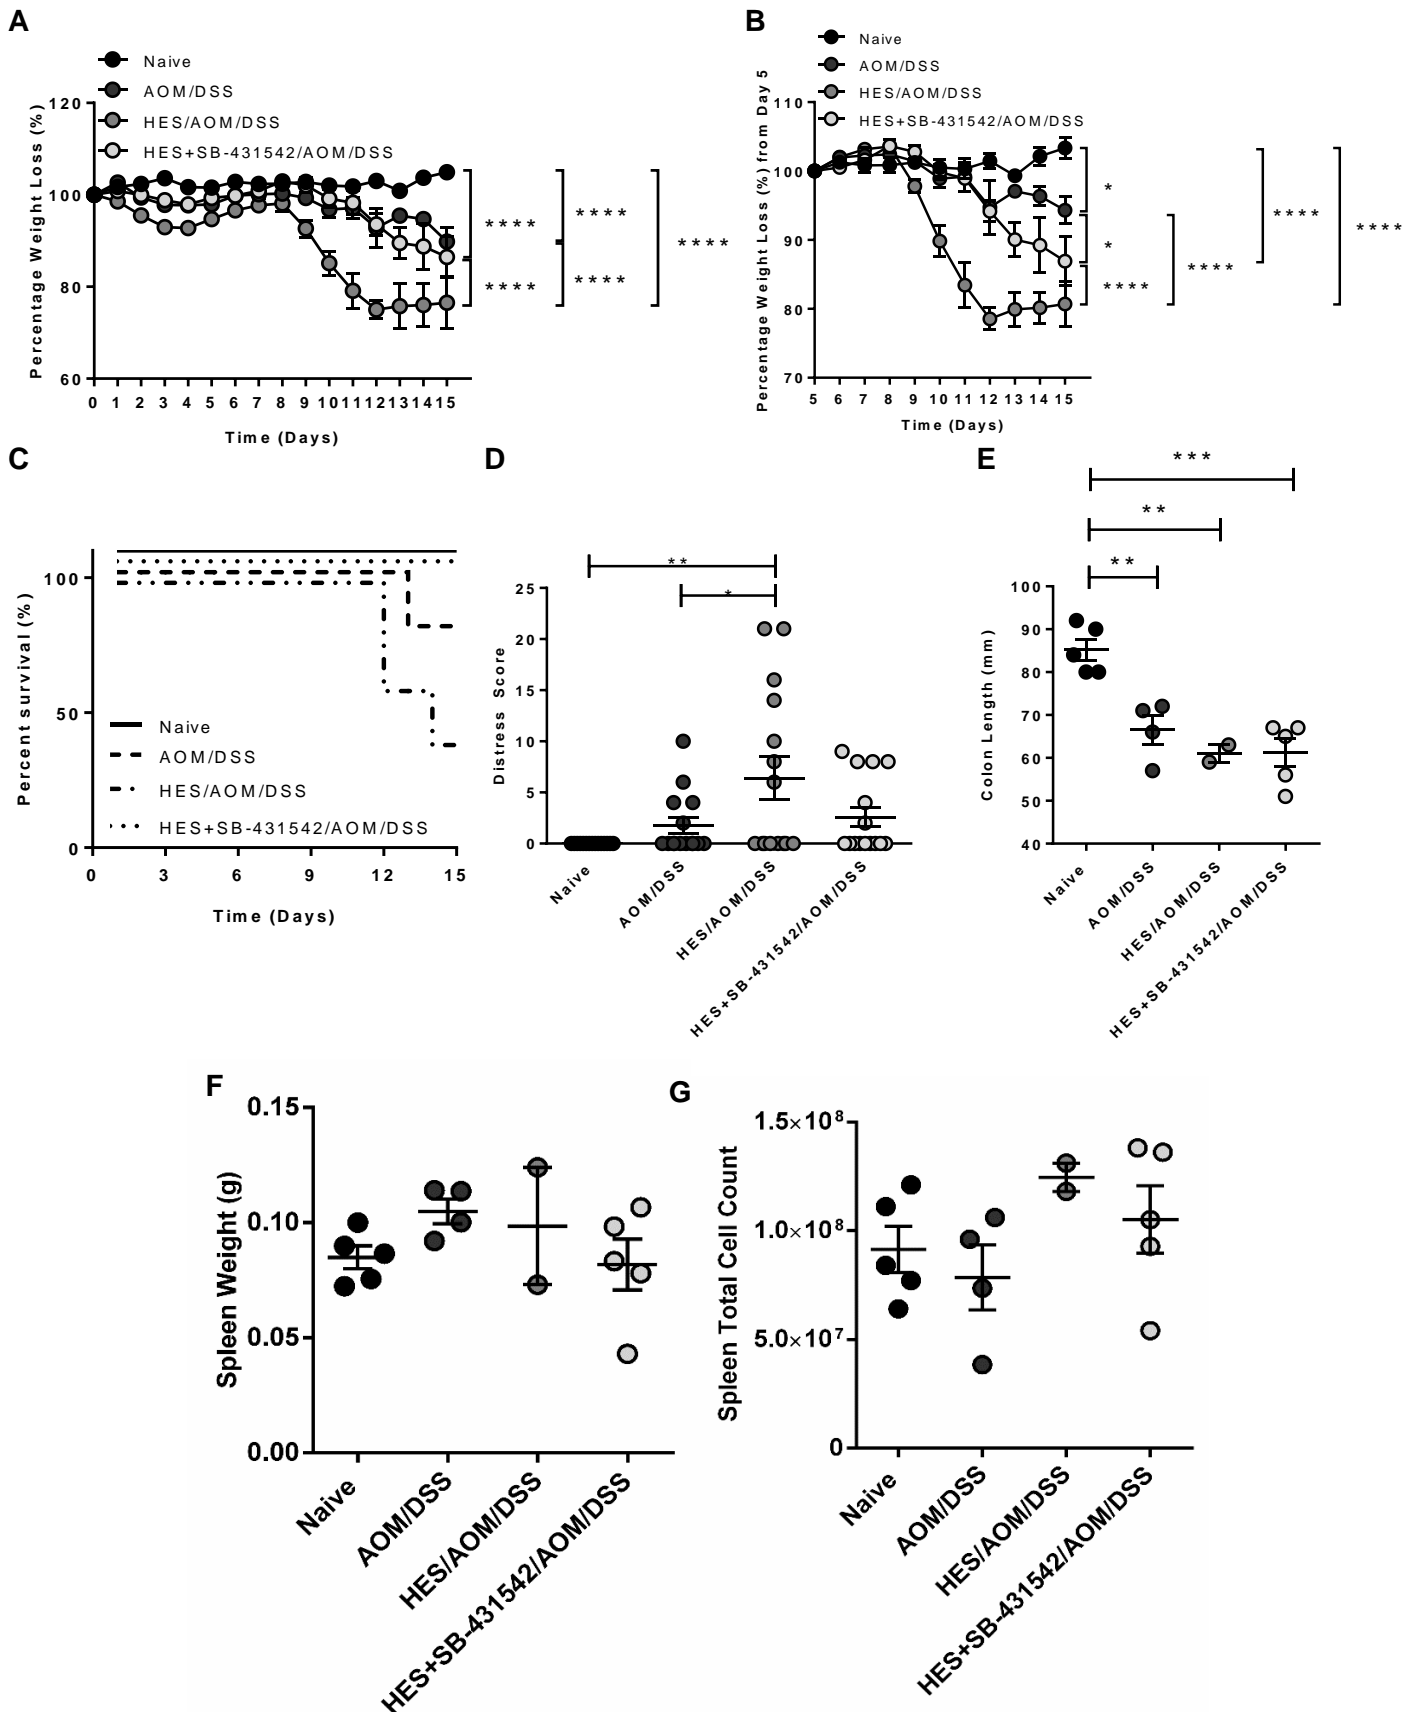 A
Naive
AOM/DSS
HES/AOM/DSS
HES+SB-431542/AOM/DSS
Percentage Weight Loss (%)
120
100
80
60
0 1 2 3 4 5 6 7 8 9 10 11 12 13 14 15
Time (Days)
****
****
****
****
****
B
Naive
AOM/DSS
HES/AOM/DSS
HES+SB-431542/AOM/DSS
Percentage Weight Loss (%) from Day 5
110
100
90
80
70
5 6 7 8 9 10 11 12 13 14 15
Time (Days)
*
*
****
****
****
****
C
Percent survival (%)
100
50
0
Naive
AOM/DSS
HES/AOM/DSS
HES+SB-431542/AOM/DSS
0 3 6 9 12 15
Time (Days)
D
**
*
Distress Score
25
20
15
10
5
0
Naive
AOM/DSS
HES/AOM/DSS
HES+SB-431542/AOM/DSS
E
***
**
**
Colon Length (mm)
100
90
80
70
60
50
40
Naive
AOM/DSS
HES/AOM/DSS
HES+SB-431542/AOM/DSS
F
Spleen Weight (g)
0.15
0.10
0.05
0.00
Naive
AOM/DSS
HES/AOM/DSS
HES+SB-431542/AOM/DSS
G
Spleen Total Cell Count
1.5×10⁸
1.0×10⁸
5.0×10⁷
0
Naive
AOM/DSS
HES/AOM/DSS
HES+SB-431542/AOM/DSS